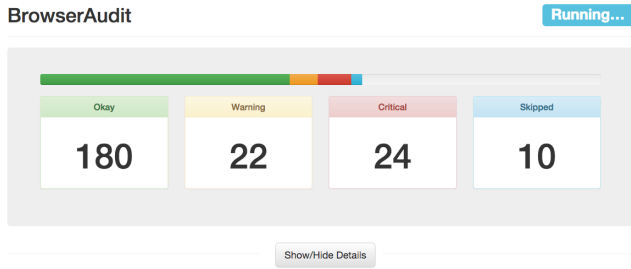 BrowserAudit
Running...
Okay
Warning
Critical
Skipped
180
22
24
10
Show/Hide Details